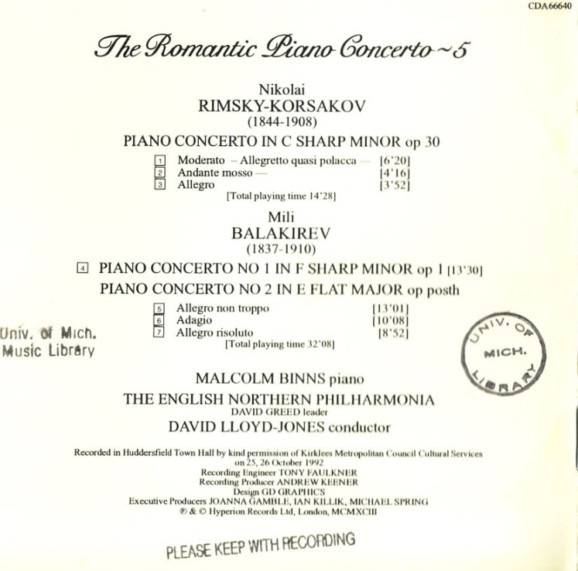 CDA66640
The Romantic Piano Concerto ~ 5
Nikolai
RIMSKY-KORSAKOV
(1844-1908)
PIANO CONCERTO IN C SHARP MINOR op 30
1 Moderato – Allegretto quasi polacca — [6'20]
2 Andante mosso — [4'16]
3 Allegro [3'52]
[Total playing time 14'28]
Mili
BALAKIREV
(1837-1910)
4 PIANO CONCERTO NO 1 IN F SHARP MINOR op 1 [13'30]
PIANO CONCERTO NO 2 IN E FLAT MAJOR op posth
5 Allegro non troppo [13'01]
6 Adagio [10'08]
7 Allegro risoluto [8'52]
[Total playing time 32'08]
Univ. of Mich.
Music Library
UNIV. OF
MICH.
LIBRARY
MALCOLM BINNS piano
THE ENGLISH NORTHERN PHILHARMONIA
DAVID GREED leader
DAVID LLOYD-JONES conductor
Recorded in Huddersfield Town Hall by kind permission of Kirklees Metropolitan Council Cultural Services
on 25, 26 October 1992
Recording Engineer TONY FAULKNER
Recording Producer ANDREW KEENER
Design GD GRAPHICS
Executive Producers JOANNA GAMBLE, IAN KILLIK, MICHAEL SPRING
℗ & © Hyperion Records Ltd, London, MCMXCIII
PLEASE KEEP WITH RECORDING